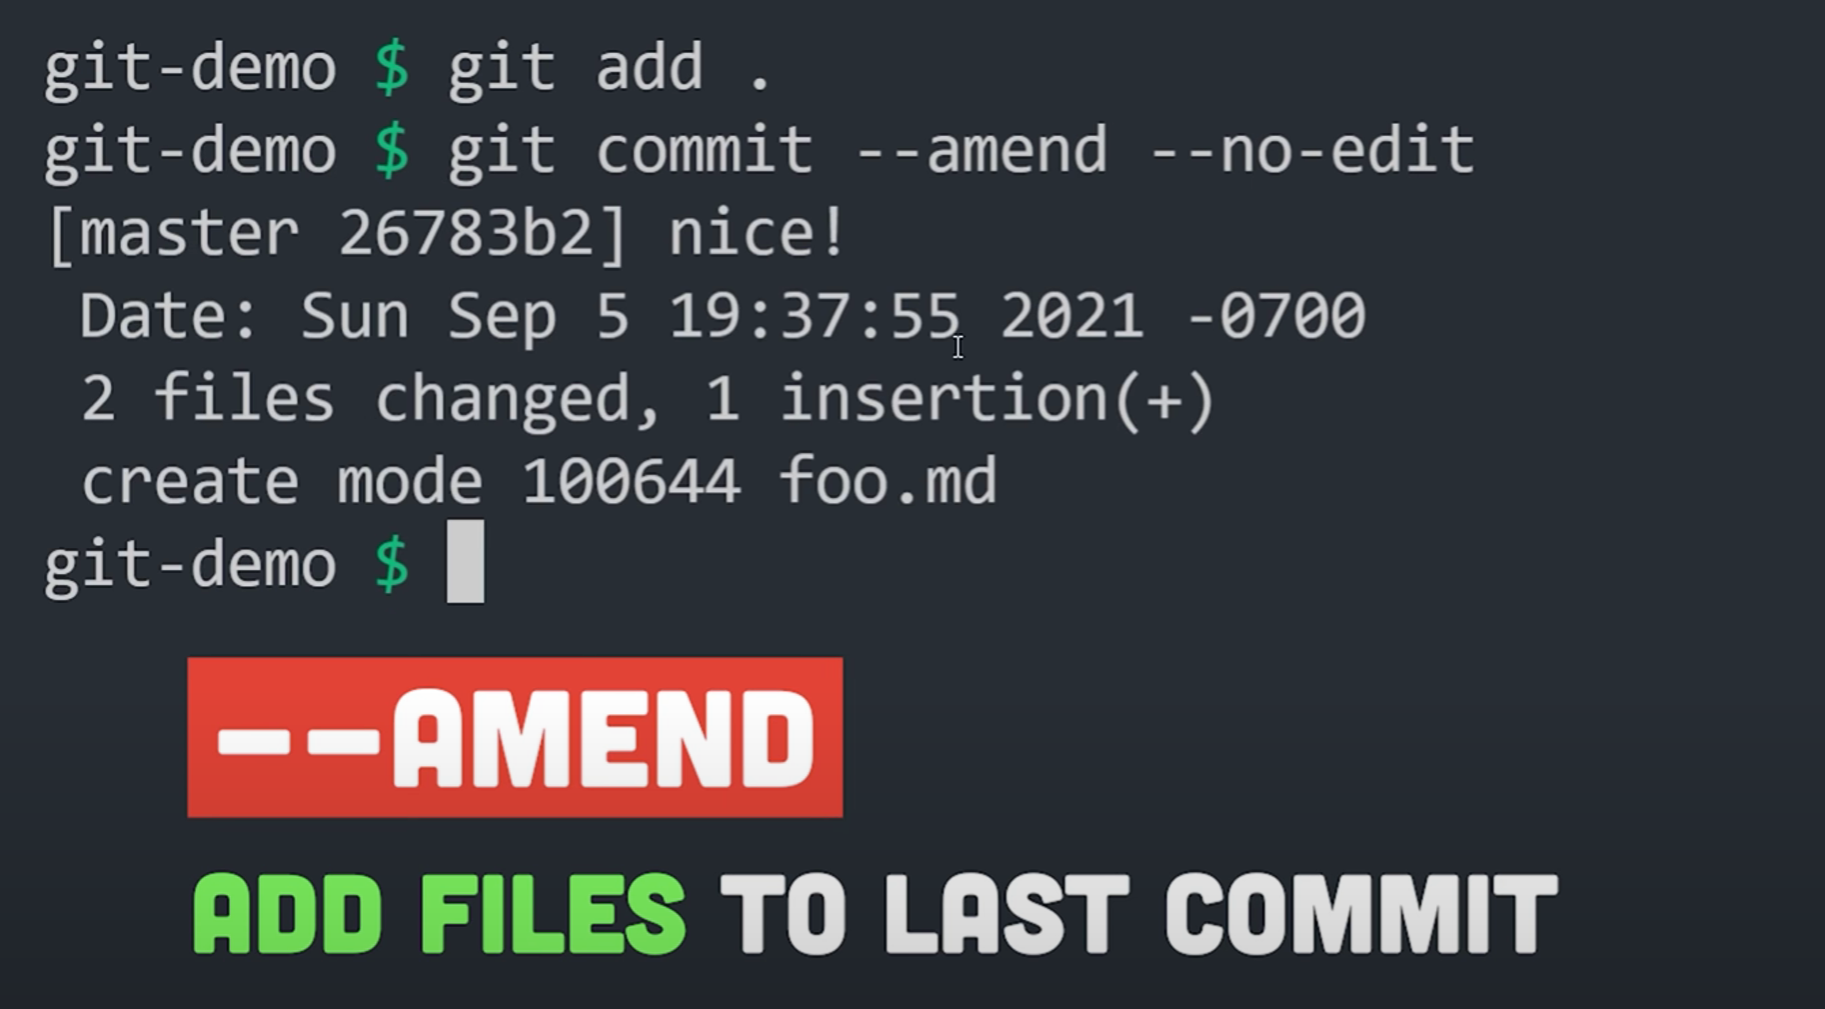 git-demo $ git add .
git-demo $ git commit --amend --no-edit
[master 26783b2] nice!
Date: Sun Sep 5 19:37:55 2021 -0700
2 files changed, 1 insertion(+)
create mode 100644 foo.md
git-demo $
--AMEND
ADD FILES TO LAST COMMIT